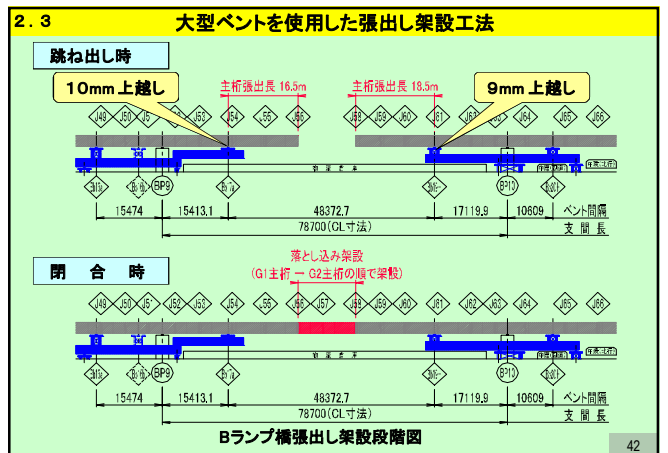 2.3 大型ベントを使用した張出し架設工法
跳ね出し時
10mm上越し
主桁張出長 16.5m
主桁張出長 18.5m
9mm上越し
J49 J50 J5 J53 J54 J55 J56 J58 J59 J60 J61 J62 J63 J64 J65 J66
BP9 BP10
15474 15413.1 48372.7 17119.9 10609 ベント間隔
78700(CL寸法) 支間長
閉合時
落とし込み架設
(G1主桁 ー G2主桁の順で架設)
J49 J50 J5 J52 J53 J54 J55 J56 J57 J58 J59 J60 J61 J62 J63 J64 J65 J66
BP9 BP10
15474 15413.1 48372.7 17119.9 10609 ベント間隔
78700(CL寸法) 支間長
Bランプ橋張出し架設段階図
42